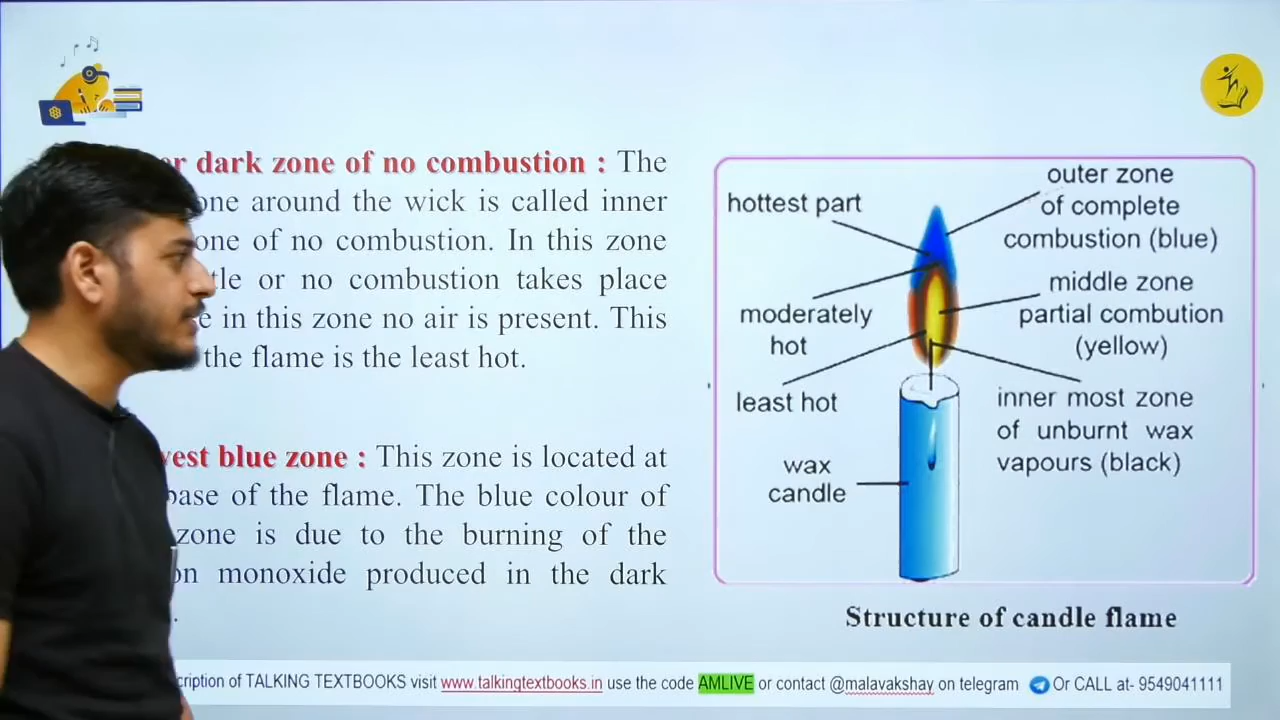 dark zone of no combustion : The
one around the wick is called inner
one of no combustion. In this zone
tle or no combustion takes place
e in this zone no air is present. This
the flame is the least hot.
vest blue zone : This zone is located at
base of the flame. The blue colour of
zone is due to the burning of the
on monoxide produced in the dark
.
hottest part
moderately
hot
least hot
wax
candle
outer zone
of complete
combustion (blue)
middle zone
partial combution
(yellow)
inner most zone
of unburnt wax
vapours (black)
Structure of candle flame
cription of TALKING TEXTBOOKS visit www.talkingtextbooks.in use the code AMLIVE or contact @malavakshay on telegram Or CALL at- 9549041111